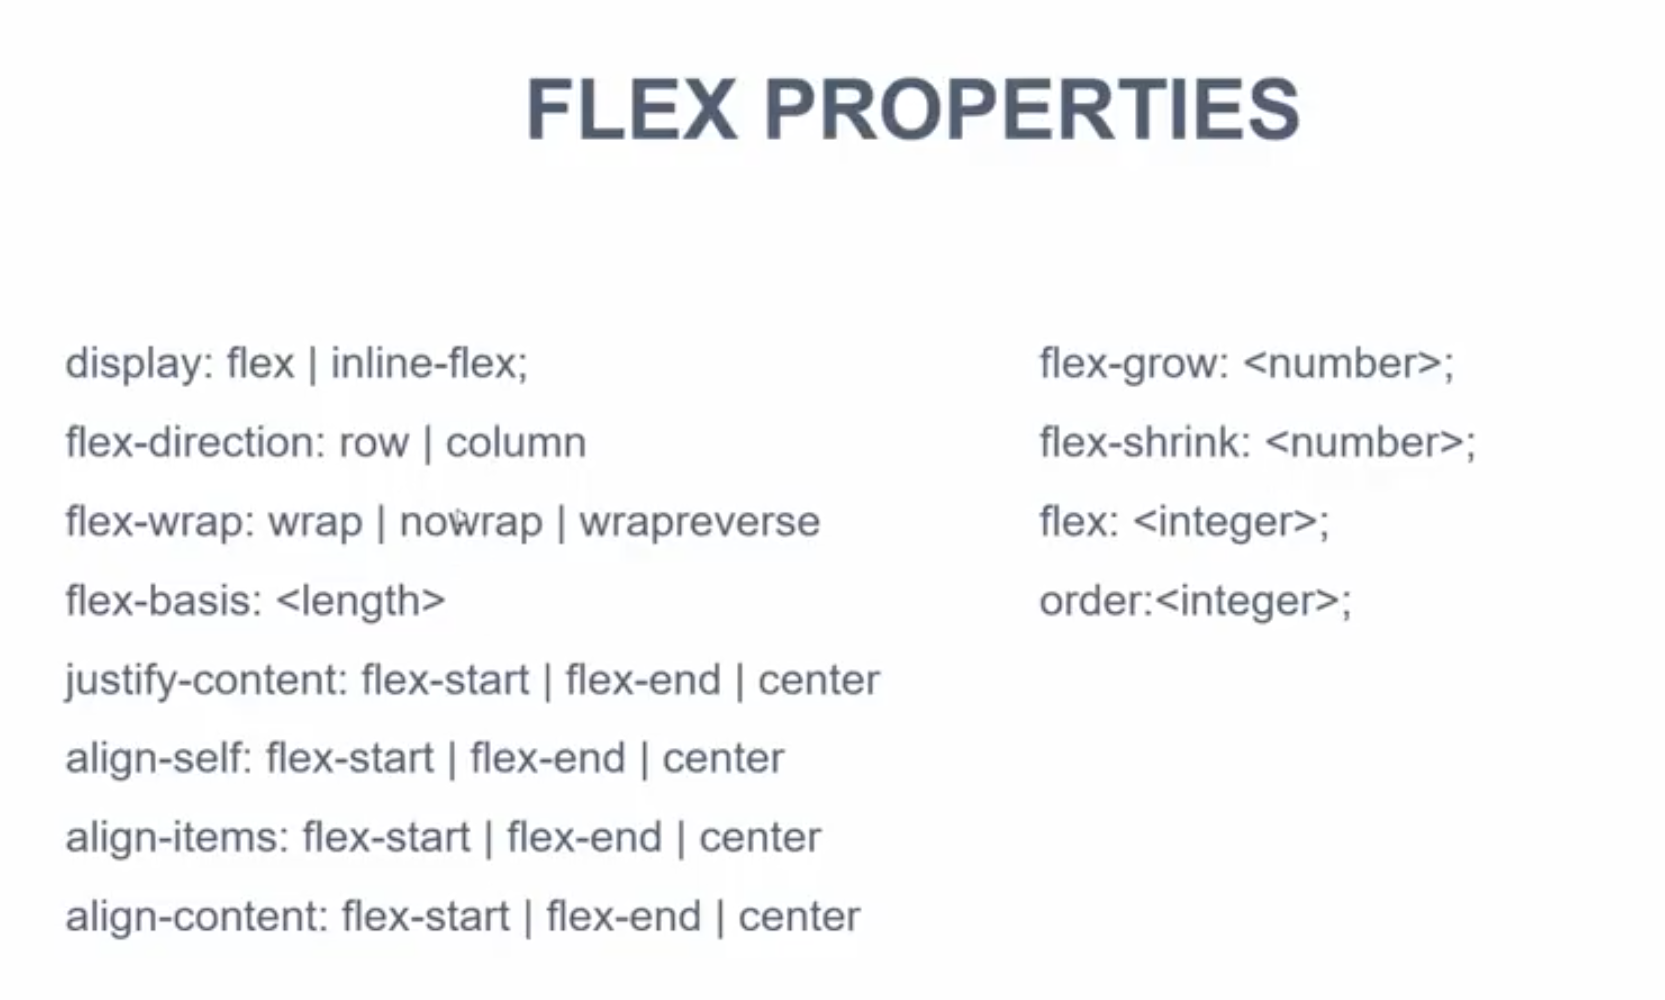 FLEX PROPERTIES
display: flex | inline-flex;
flex-direction: row | column
flex-wrap: wrap | nowrap | wrapreverse
flex-basis: <length>
justify-content: flex-start | flex-end | center
align-self: flex-start | flex-end | center
align-items: flex-start | flex-end | center
align-content: flex-start | flex-end | center
flex-grow: <number>;
flex-shrink: <number>;
flex: <integer>;
order:<integer>;